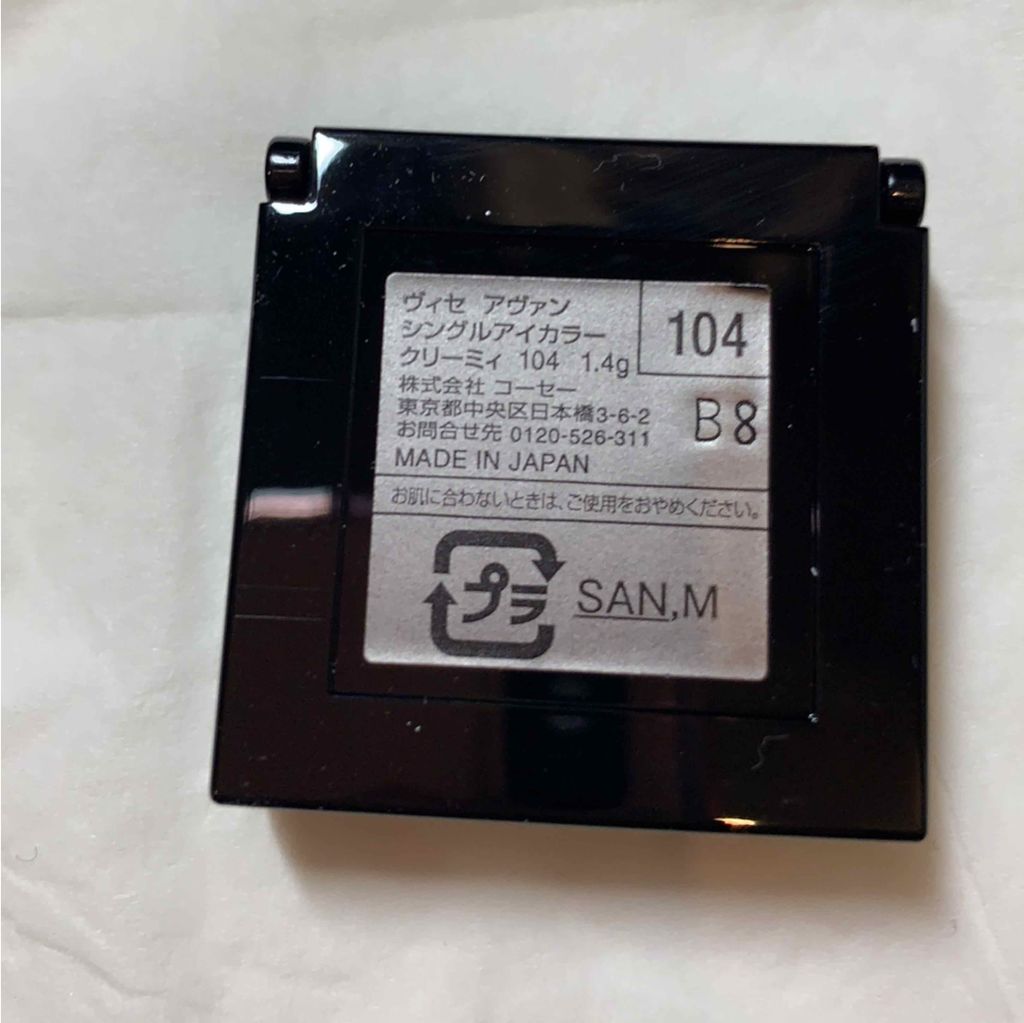 ヴィセ アヴァン
シングルアイカラー
クリーミィ 104 1.4g
104
株式会社 コーセー
東京都中央区日本橋3-6-2
お問合せ先 0120-526-311
MADE IN JAPAN
B8
お肌に合わないときは、ご使用をおやめください。
プラ
SAN,M